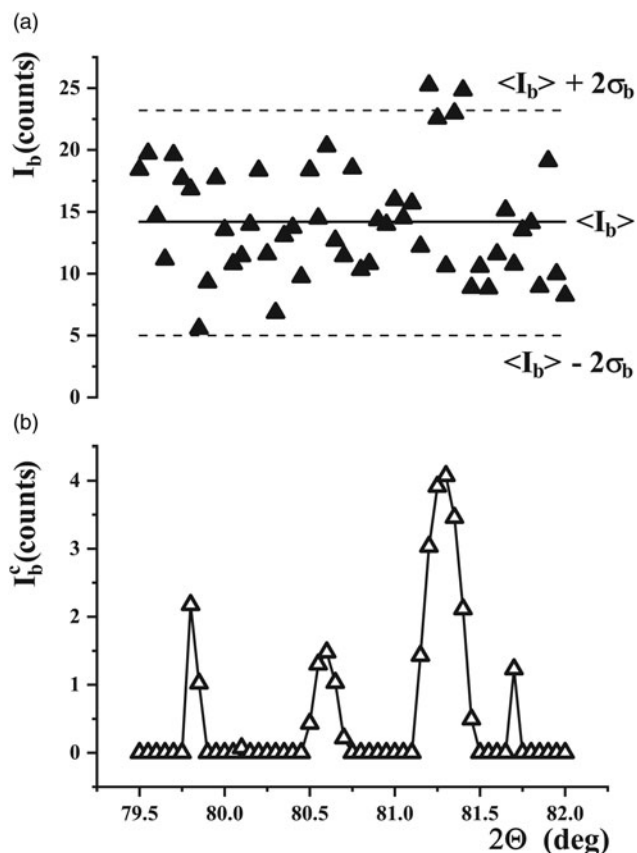 (a)
I_b(counts)
25
20
15
10
5
0
<I_b> + 2σ_b
<I_b>
<I_b> - 2σ_b
(b)
I_b^c(counts)
4
3
2
1
0
79.5 80.0 80.5 81.0 81.5 82.0
2Θ (deg)